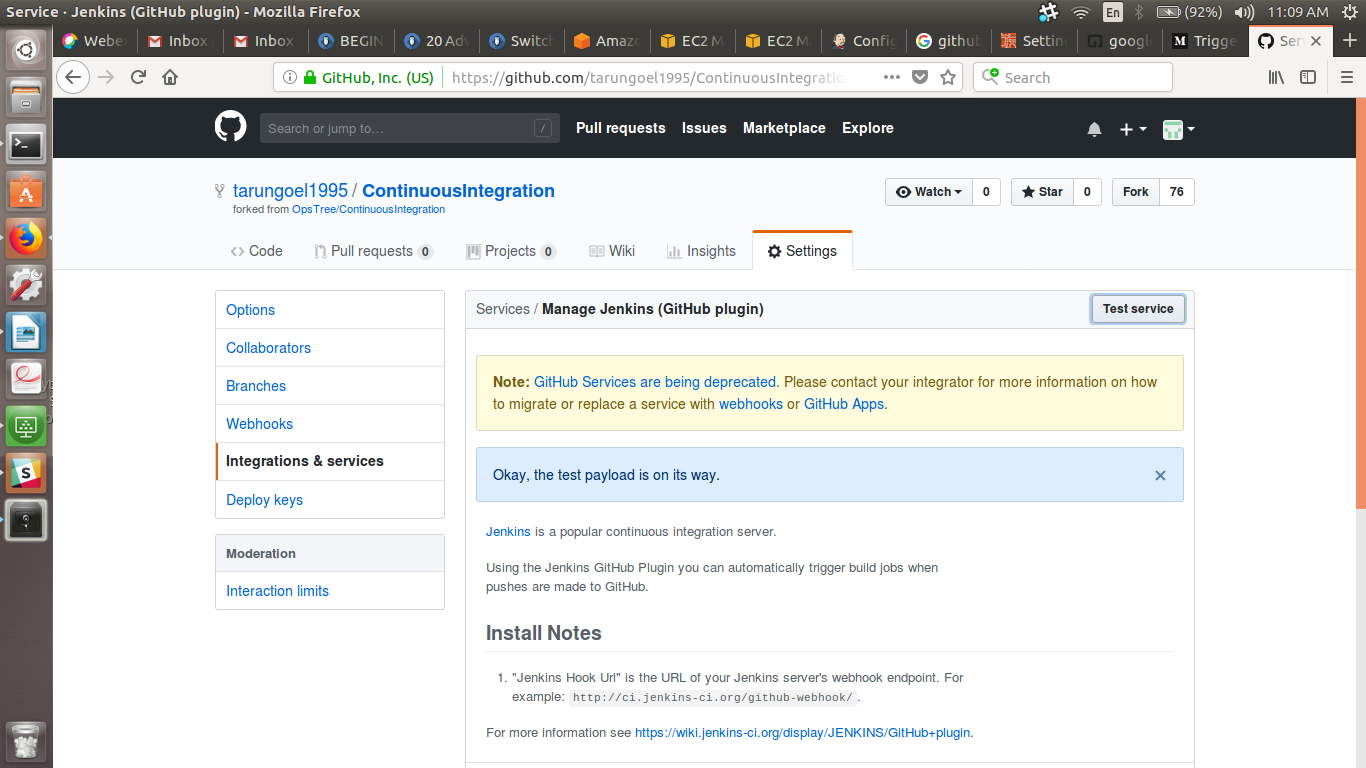 Service · Jenkins (GitHub plugin) - Mozilla Firefox
En (92%) 11:09 AM
Webex Inbox Inbox BEGIN 20 Adv Switch Amaz EC2 M EC2 M Config github Settin google Trigge Ser
GitHub, Inc. (US) https://github.com/tarungoel1995/ContinuousIntegratio Search
Search or jump to… / Pull requests Issues Marketplace Explore
tarungoel1995 / ContinuousIntegration Watch 0 Star 0 Fork 76
forked from OpsTree/ContinuousIntegration
Code Pull requests 0 Projects 0 Wiki Insights Settings
Options
Collaborators
Branches
Webhooks
Integrations & services
Deploy keys
Moderation
Interaction limits
Services / Manage Jenkins (GitHub plugin) Test service
Note: GitHub Services are being deprecated. Please contact your integrator for more information on how
to migrate or replace a service with webhooks or GitHub Apps.
Okay, the test payload is on its way.
Jenkins is a popular continuous integration server.
Using the Jenkins GitHub Plugin you can automatically trigger build jobs when
pushes are made to GitHub.
Install Notes
1. "Jenkins Hook Url" is the URL of your Jenkins server's webhook endpoint. For
example: http://ci.jenkins-ci.org/github-webhook/.
For more information see https://wiki.jenkins-ci.org/display/JENKINS/GitHub+plugin.